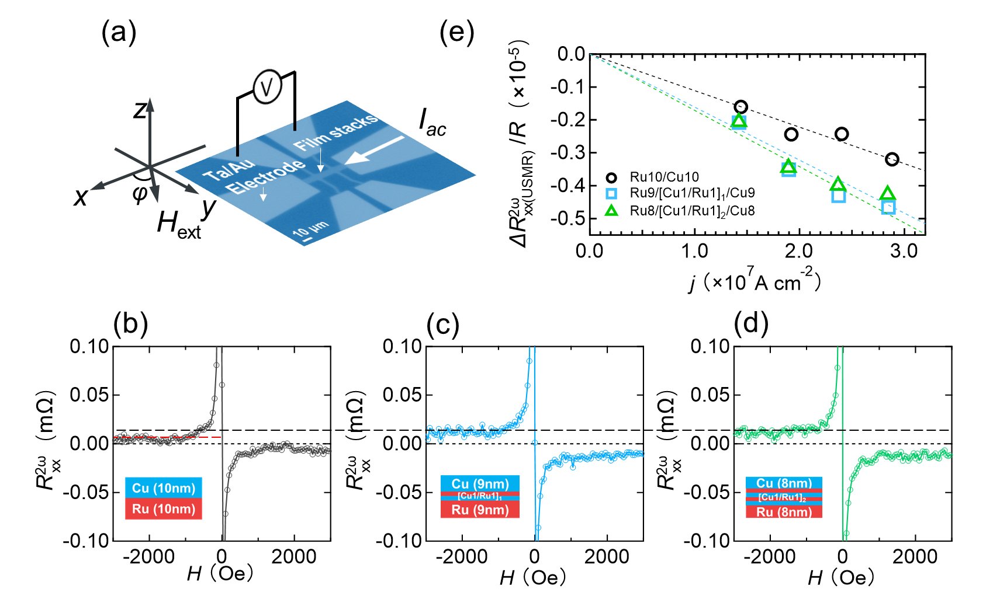 (a)
z
x
y
φ
H_ext
V
I_ac
Film stacks
Ta/Au
Electrode
10 μm
(e)
ΔR^2ω_xx(USMR) /R (×10^-5)
0.0
-0.1
-0.2
-0.3
-0.4
-0.5
Ru10/Cu10
Ru9/[Cu1/Ru1]₁/Cu9
Ru8/[Cu1/Ru1]₂/Cu8
0.0 1.0 2.0 3.0
j (×10^7 A cm^-2)
(b)
R^2ω_xx (mΩ)
0.10
0.05
0.00
-0.05
-0.10
Cu (10nm)
Ru (10nm)
-2000 0 2000
H (Oe)
(c)
R^2ω_xx (mΩ)
0.10
0.05
0.00
-0.05
-0.10
Cu (9nm)
[Cu1/Ru1]₁
Ru (9nm)
-2000 0 2000
H (Oe)
(d)
R^2ω_xx (mΩ)
0.10
0.05
0.00
-0.05
-0.10
Cu (8nm)
[Cu1/Ru1]₂
Ru (8nm)
-2000 0 2000
H (Oe)